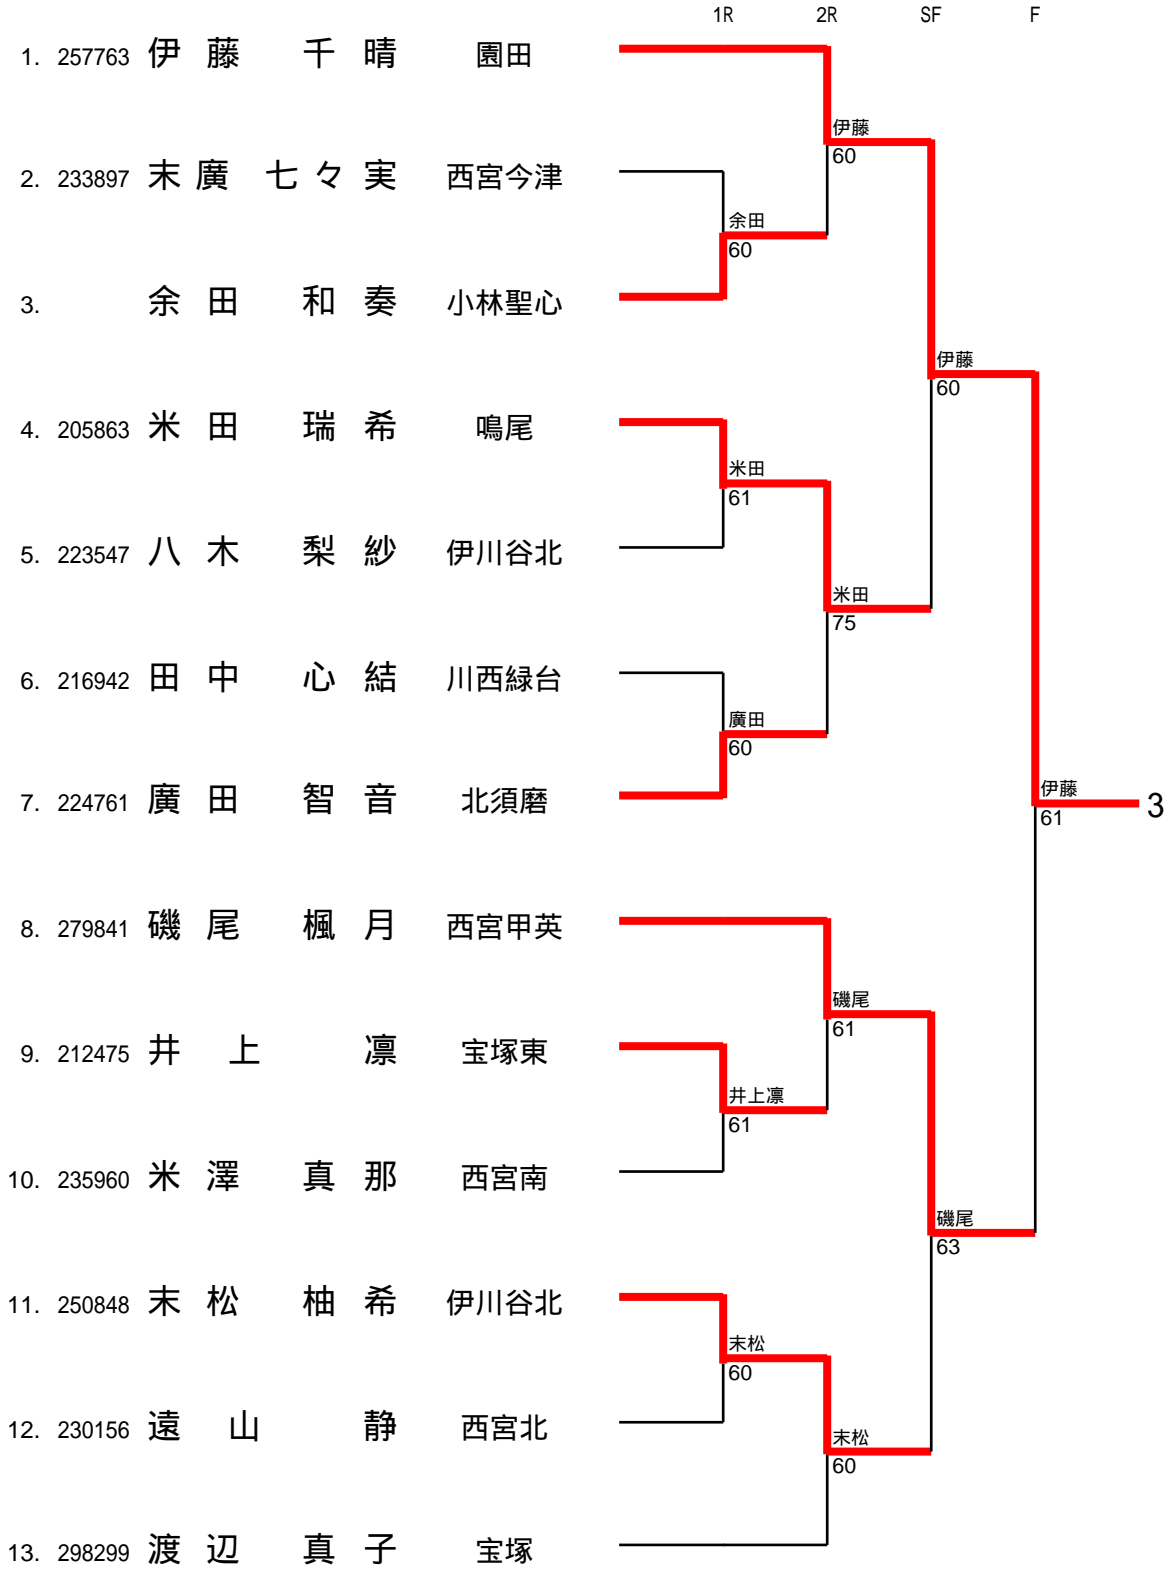 1R 2R SF F
1. 257763 伊藤 千晴 園田
伊藤
60
2. 233897 末廣 七々実 西宮今津
余田
60
3. 余田 和奏 小林聖心
伊藤
60
4. 205863 米田 瑞希 鳴尾
米田
61
5. 223547 八木 梨紗 伊川谷北
米田
75
6. 216942 田中 心結 川西緑台
廣田
60
7. 224761 廣田 智音 北須磨
伊藤
61
3
8. 279841 磯尾 楓月 西宮甲英
磯尾
61
9. 212475 井上 凛 宝塚東
井上凛
61
10. 235960 米澤 真那 西宮南
磯尾
63
11. 250848 末松 柚希 伊川谷北
末松
60
12. 230156 遠山 静 西宮北
末松
60
13. 298299 渡辺 真子 宝塚